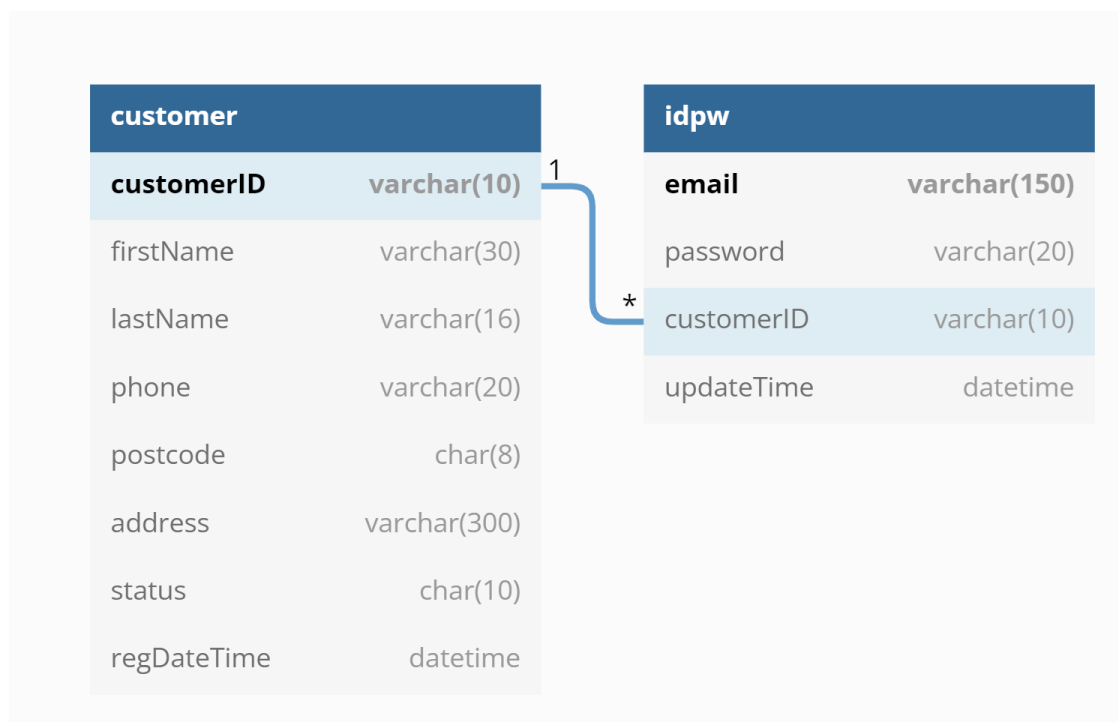 customer
customerID varchar(10)
firstName varchar(30)
lastName varchar(16)
phone varchar(20)
postcode char(8)
address varchar(300)
status char(10)
regDateTime datetime
1
*
idpw
email varchar(150)
password varchar(20)
customerID varchar(10)
updateTime datetime